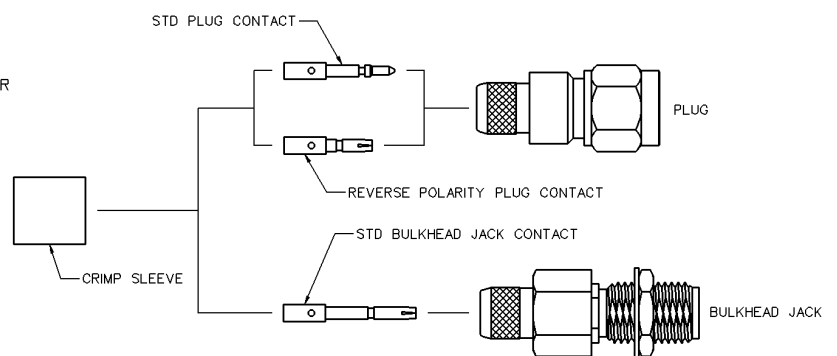 STD PLUG CONTACT
R
PLUG
REVERSE POLARITY PLUG CONTACT
STD BULKHEAD JACK CONTACT
CRIMP SLEEVE
BULKHEAD JACK